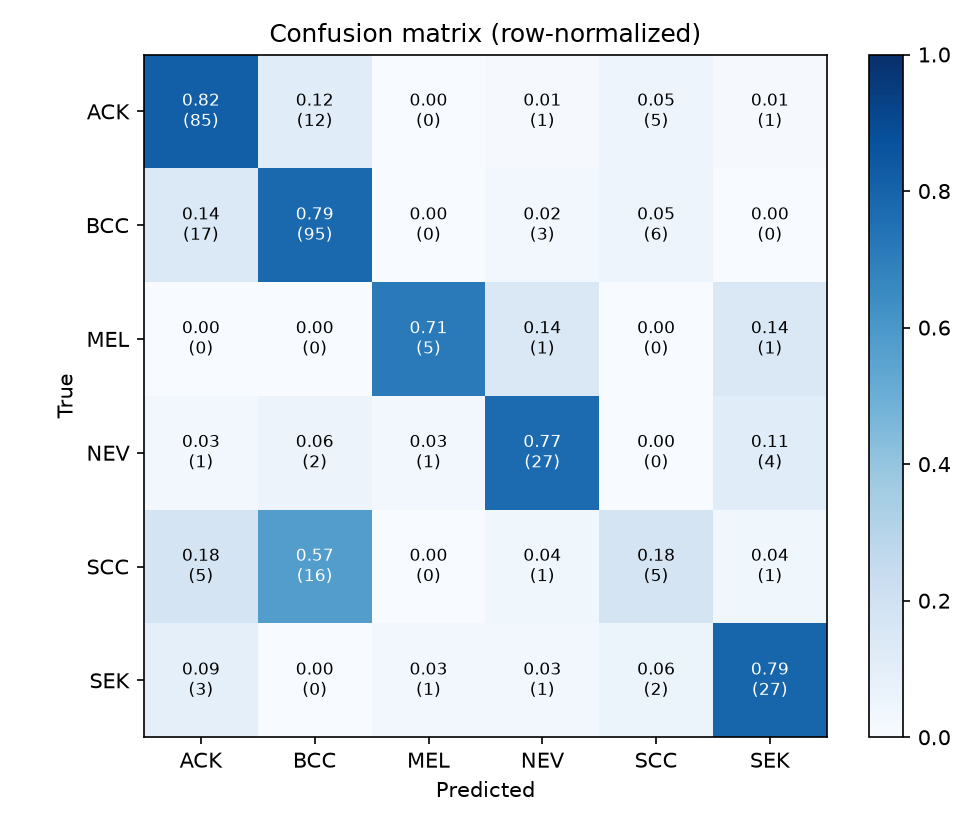 Confusion matrix (row-normalized)
1.0
ACK
0.82 0.12 0.00 0.01 0.05 0.01
(85) (12) (0) (1) (5) (1)
0.8
BCC
0.14 0.79 0.00 0.02 0.05 0.00
(17) (95) (0) (3) (6) (0)
MEL
0.00 0.00 0.71 0.14 0.00 0.14
(0) (0) (5) (1) (0) (1)
0.6
True
NEV
0.03 0.06 0.03 0.77 0.00 0.11
(1) (2) (1) (27) (0) (4)
0.4
SCC
0.18 0.57 0.00 0.04 0.18 0.04
(5) (16) (0) (1) (5) (1)
0.2
SEK
0.09 0.00 0.03 0.03 0.06 0.79
(3) (0) (1) (1) (2) (27)
0.0
ACK BCC MEL NEV SCC SEK
Predicted